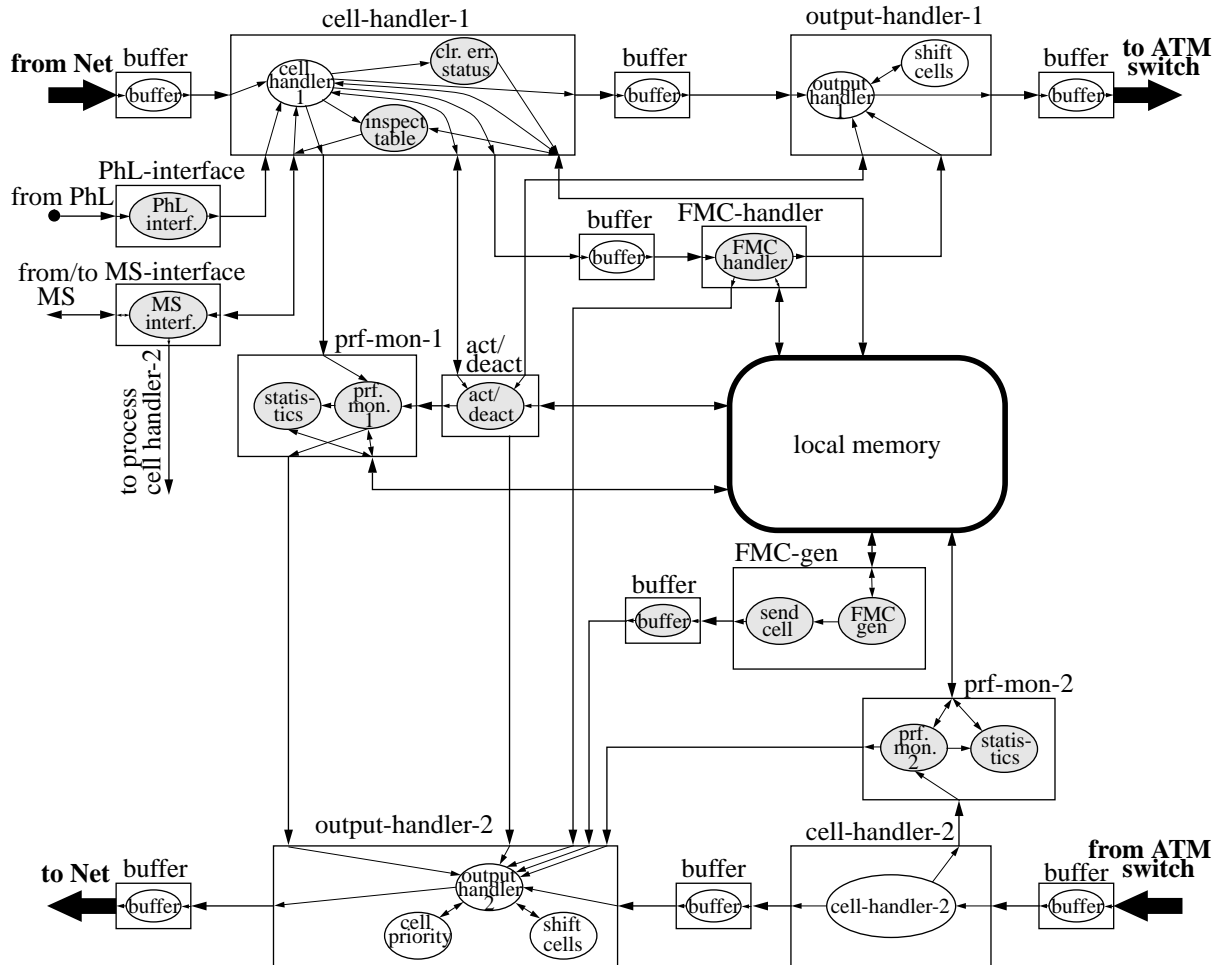 cell-handler-1
output-handler-1
from Net
buffer
buffer
cell
handler
1
clr. err.
status
inspect
table
buffer
buffer
output
handler
1
shift
cells
buffer
buffer
to ATM
switch
PhL-interface
from PhL
PhL
interf.
from/to
MS
MS-interface
MS
interf.
to process
cell handler-2
buffer
buffer
FMC-handler
FMC
handler
prf-mon-1
statis-
tics
prf.
mon.
1
act/
deact
act/
deact
local memory
FMC-gen
buffer
buffer
send
cell
FMC
gen
prf-mon-2
prf.
mon.
2
statis-
tics
output-handler-2
cell-handler-2
to Net
buffer
buffer
output
handler
2
cell
priority
shift
cells
buffer
buffer
cell-handler-2
buffer
buffer
from ATM
switch